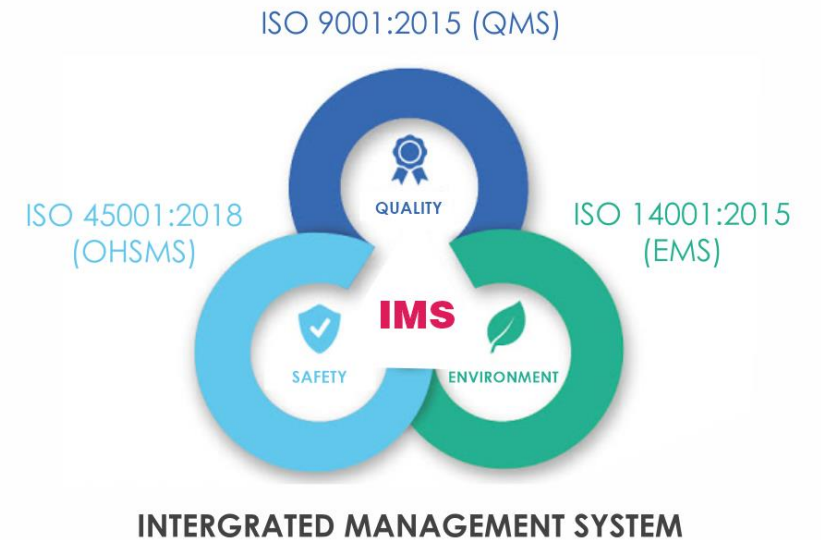 ISO 9001:2015 (QMS)
QUALITY
ISO 45001:2018
(OHSMS)
ISO 14001:2015
(EMS)
IMS
SAFETY
ENVIRONMENT
INTERGRATED MANAGEMENT SYSTEM